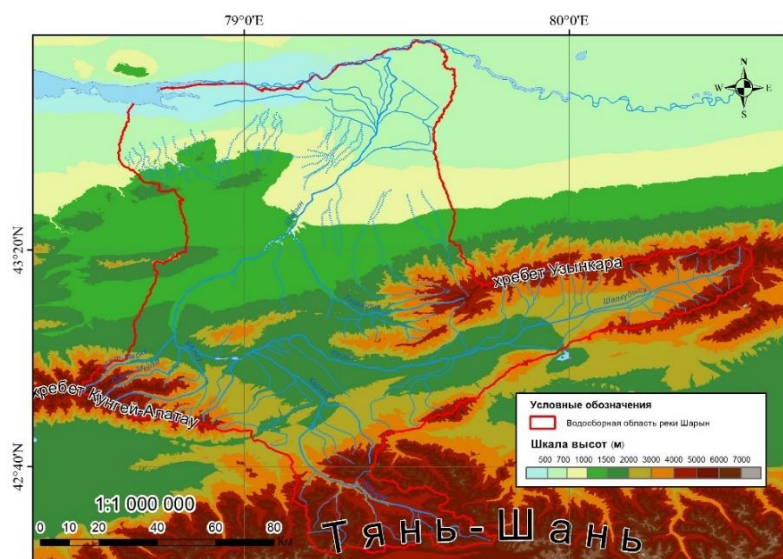 79°0'E
80°0'E
N
W
E
S
43°20'N
хребет Узынкара
хребет Кунгей-Алатау
42°40'N
Условные обозначения
Водосборная область реки Шарын
Шкала высот (м)
500 700 1000 1500 2000 3000 4000 5000 6000 7000
1:1 000 000
0 10 20 40 60 80
Км
Тянь-Шань